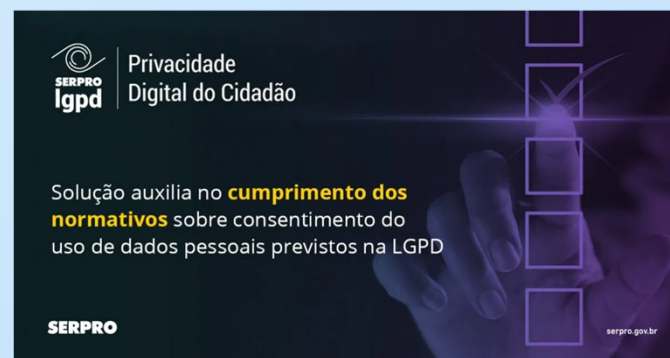 SERPRO
lgpd
Privacidade
Digital do Cidadão
Solução auxilia no cumprimento dos
normativos sobre consentimento do
uso de dados pessoais previstos na LGPD
SERPRO
serpro.gov.br